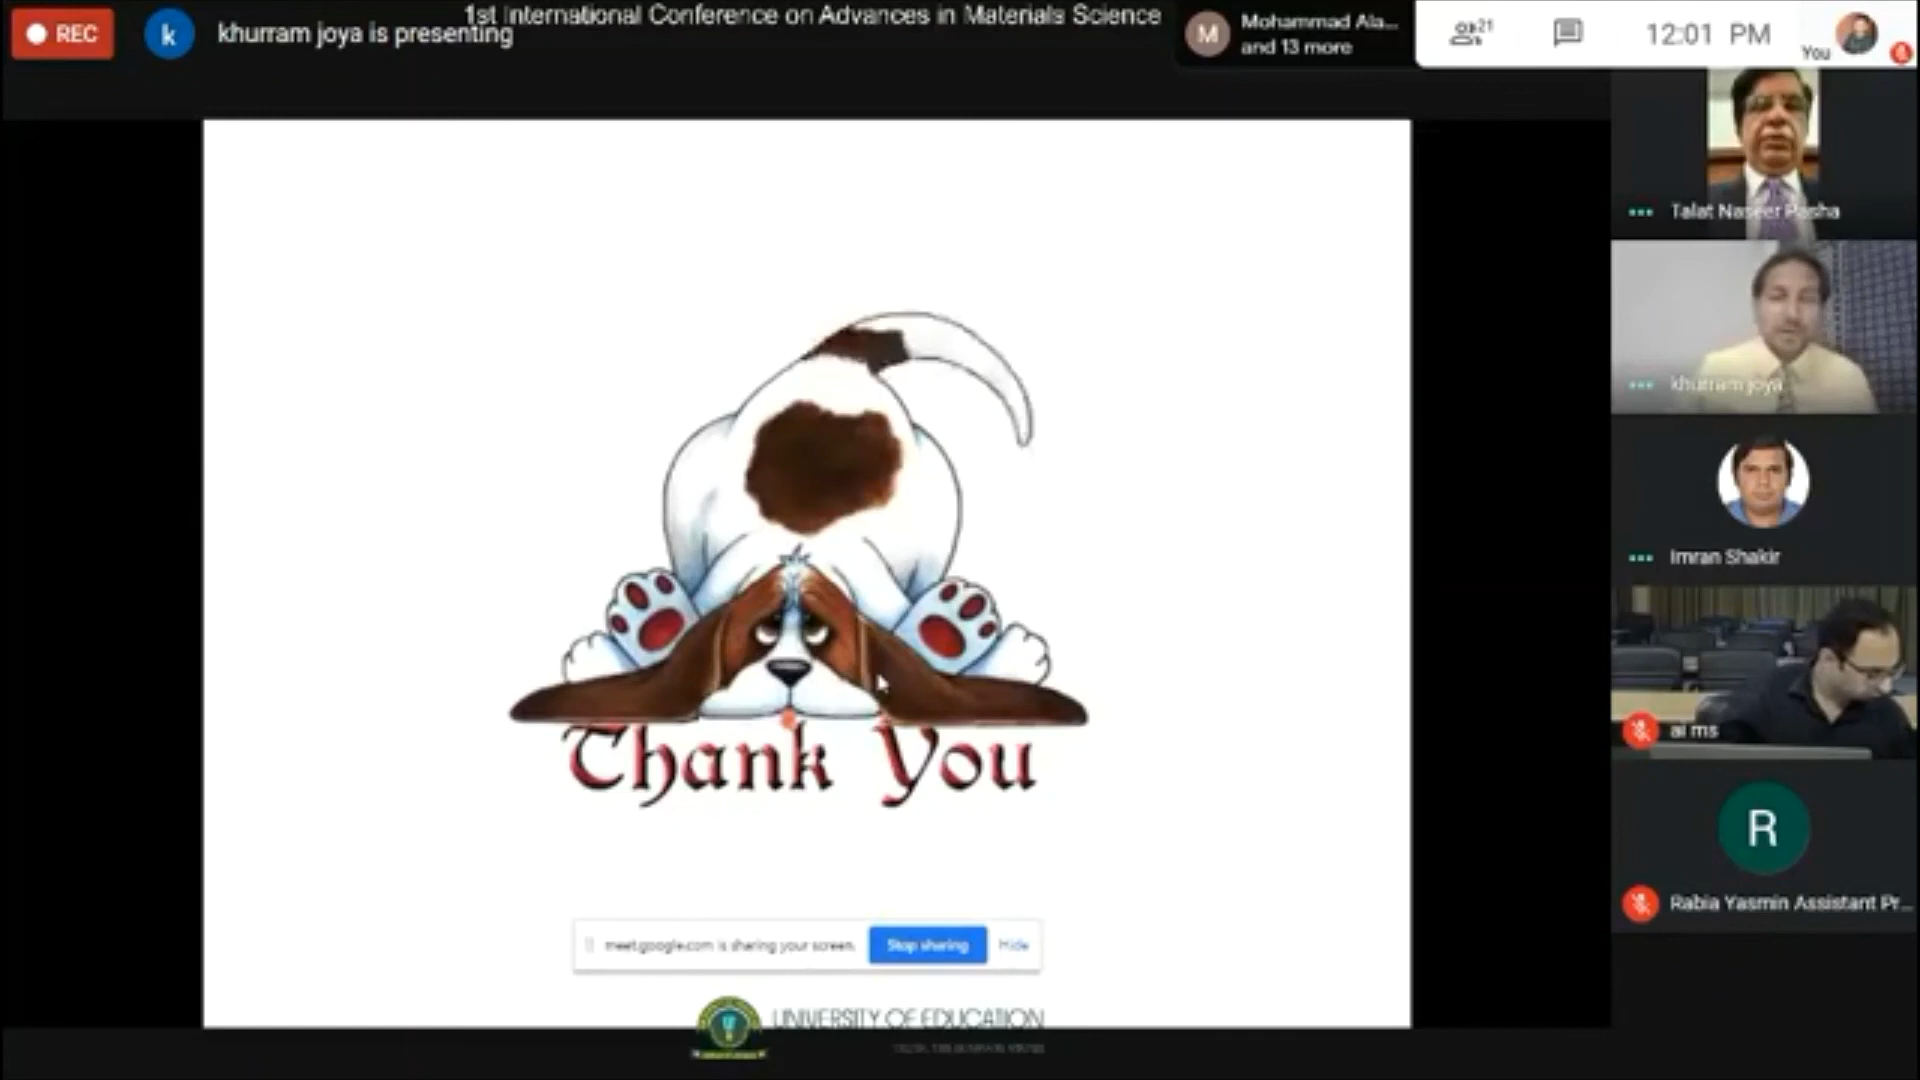 REC
k
khurram joya is presenting
1st International Conference on Advances in Materials Science
M
Mohammad Ala...
and 13 more
21
12:01 PM
You
Talat Naseer Pasha
khurram joya
Imran Shakir
ai ms
R
Rabia Yasmin Assistant Pr...
Thank You
meet.google.com is sharing your screen.
Stop sharing
Hide
UNIVERSITY OF EDUCATION